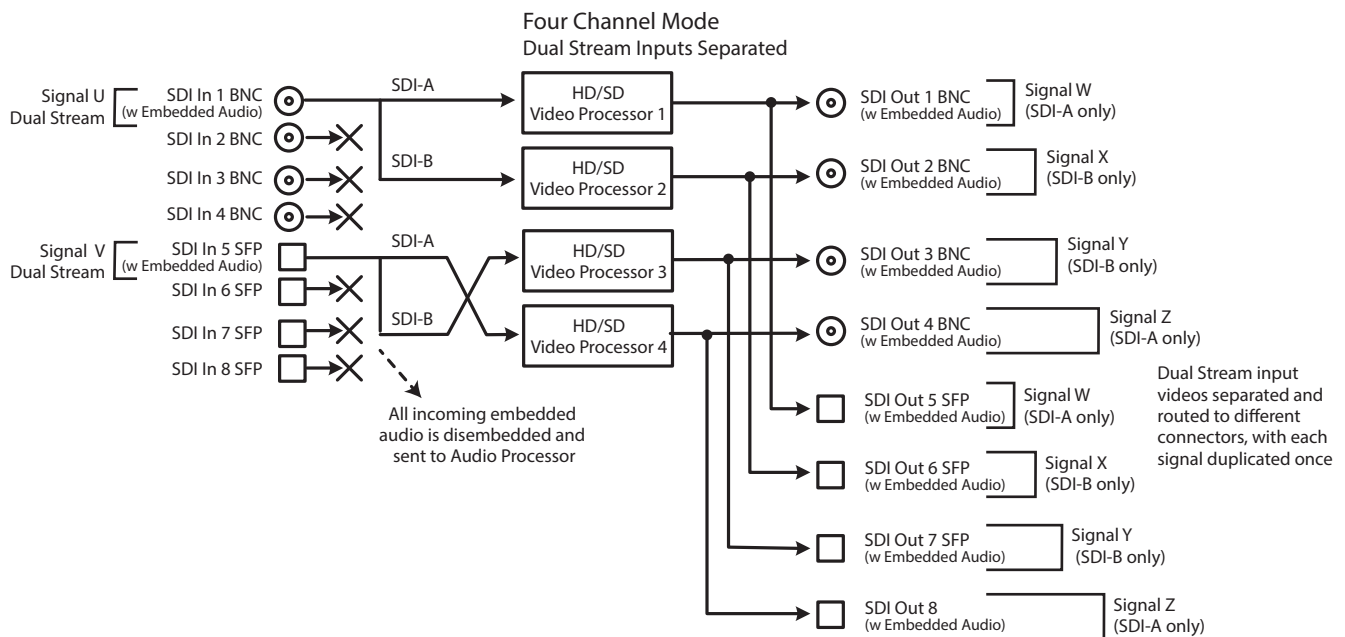 Four Channel Mode
Dual Stream Inputs Separated
Signal U
Dual Stream
SDI In 1 BNC
(w Embedded Audio)
SDI In 2 BNC
SDI In 3 BNC
SDI In 4 BNC
Signal V
Dual Stream
SDI In 5 SFP
(w Embedded Audio)
SDI In 6 SFP
SDI In 7 SFP
SDI In 8 SFP
SDI-A
SDI-B
SDI-A
SDI-B
All incoming embedded
audio is disembedded and
sent to Audio Processor
HD/SD
Video Processor 1
HD/SD
Video Processor 2
HD/SD
Video Processor 3
HD/SD
Video Processor 4
SDI Out 1 BNC
(w Embedded Audio)
Signal W
(SDI-A only)
SDI Out 2 BNC
(w Embedded Audio)
Signal X
(SDI-B only)
SDI Out 3 BNC
(w Embedded Audio)
Signal Y
(SDI-B only)
SDI Out 4 BNC
(w Embedded Audio)
Signal Z
(SDI-A only)
SDI Out 5 SFP
(w Embedded Audio)
Signal W
(SDI-A only)
SDI Out 6 SFP
(w Embedded Audio)
Signal X
(SDI-B only)
SDI Out 7 SFP
(w Embedded Audio)
Signal Y
(SDI-B only)
SDI Out 8
(w Embedded Audio)
Signal Z
(SDI-A only)
Dual Stream input
videos separated and
routed to different
connectors, with each
signal duplicated once